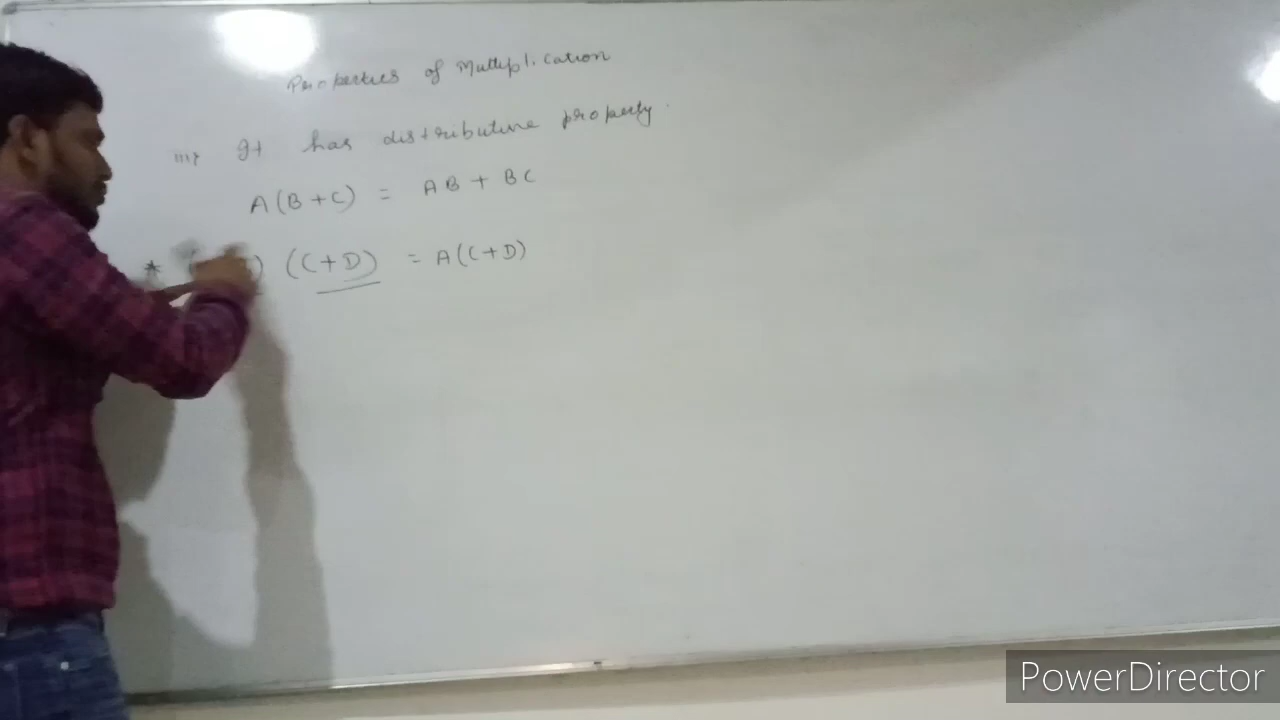 Properties of Multiplication
iii) It has distributive property.
A(B+C) = AB + BC
* ) (C+D) = A(C+D)
PowerDirector